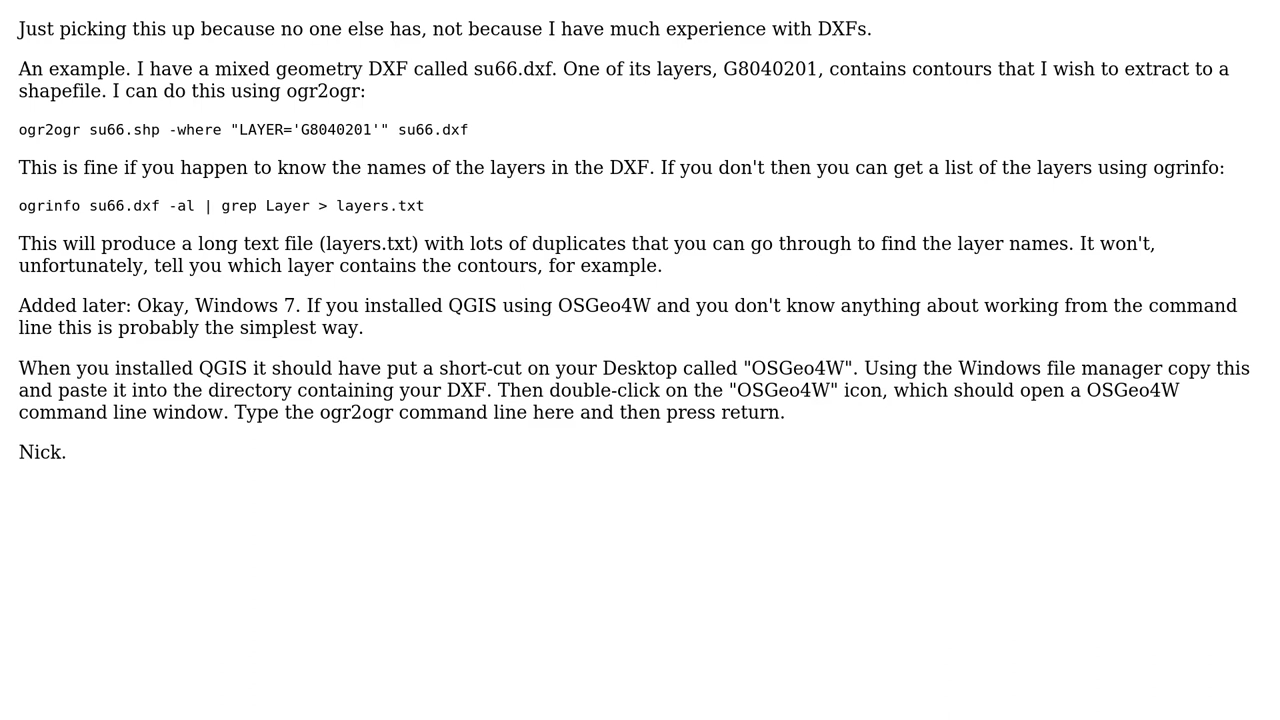 Just picking this up because no one else has, not because I have much experience with DXFs.
An example. I have a mixed geometry DXF called su66.dxf. One of its layers, G8040201, contains contours that I wish to extract to a
shapefile. I can do this using ogr2ogr:
ogr2ogr su66.shp -where "LAYER='G8040201'" su66.dxf
This is fine if you happen to know the names of the layers in the DXF. If you don't then you can get a list of the layers using ogrinfo:
ogrinfo su66.dxf -al | grep Layer > layers.txt
This will produce a long text file (layers.txt) with lots of duplicates that you can go through to find the layer names. It won't,
unfortunately, tell you which layer contains the contours, for example.
Added later: Okay, Windows 7. If you installed QGIS using OSGeo4W and you don't know anything about working from the command
line this is probably the simplest way.
When you installed QGIS it should have put a short-cut on your Desktop called "OSGeo4W". Using the Windows file manager copy this
and paste it into the directory containing your DXF. Then double-click on the "OSGeo4W" icon, which should open a OSGeo4W
command line window. Type the ogr2ogr command line here and then press return.
Nick.